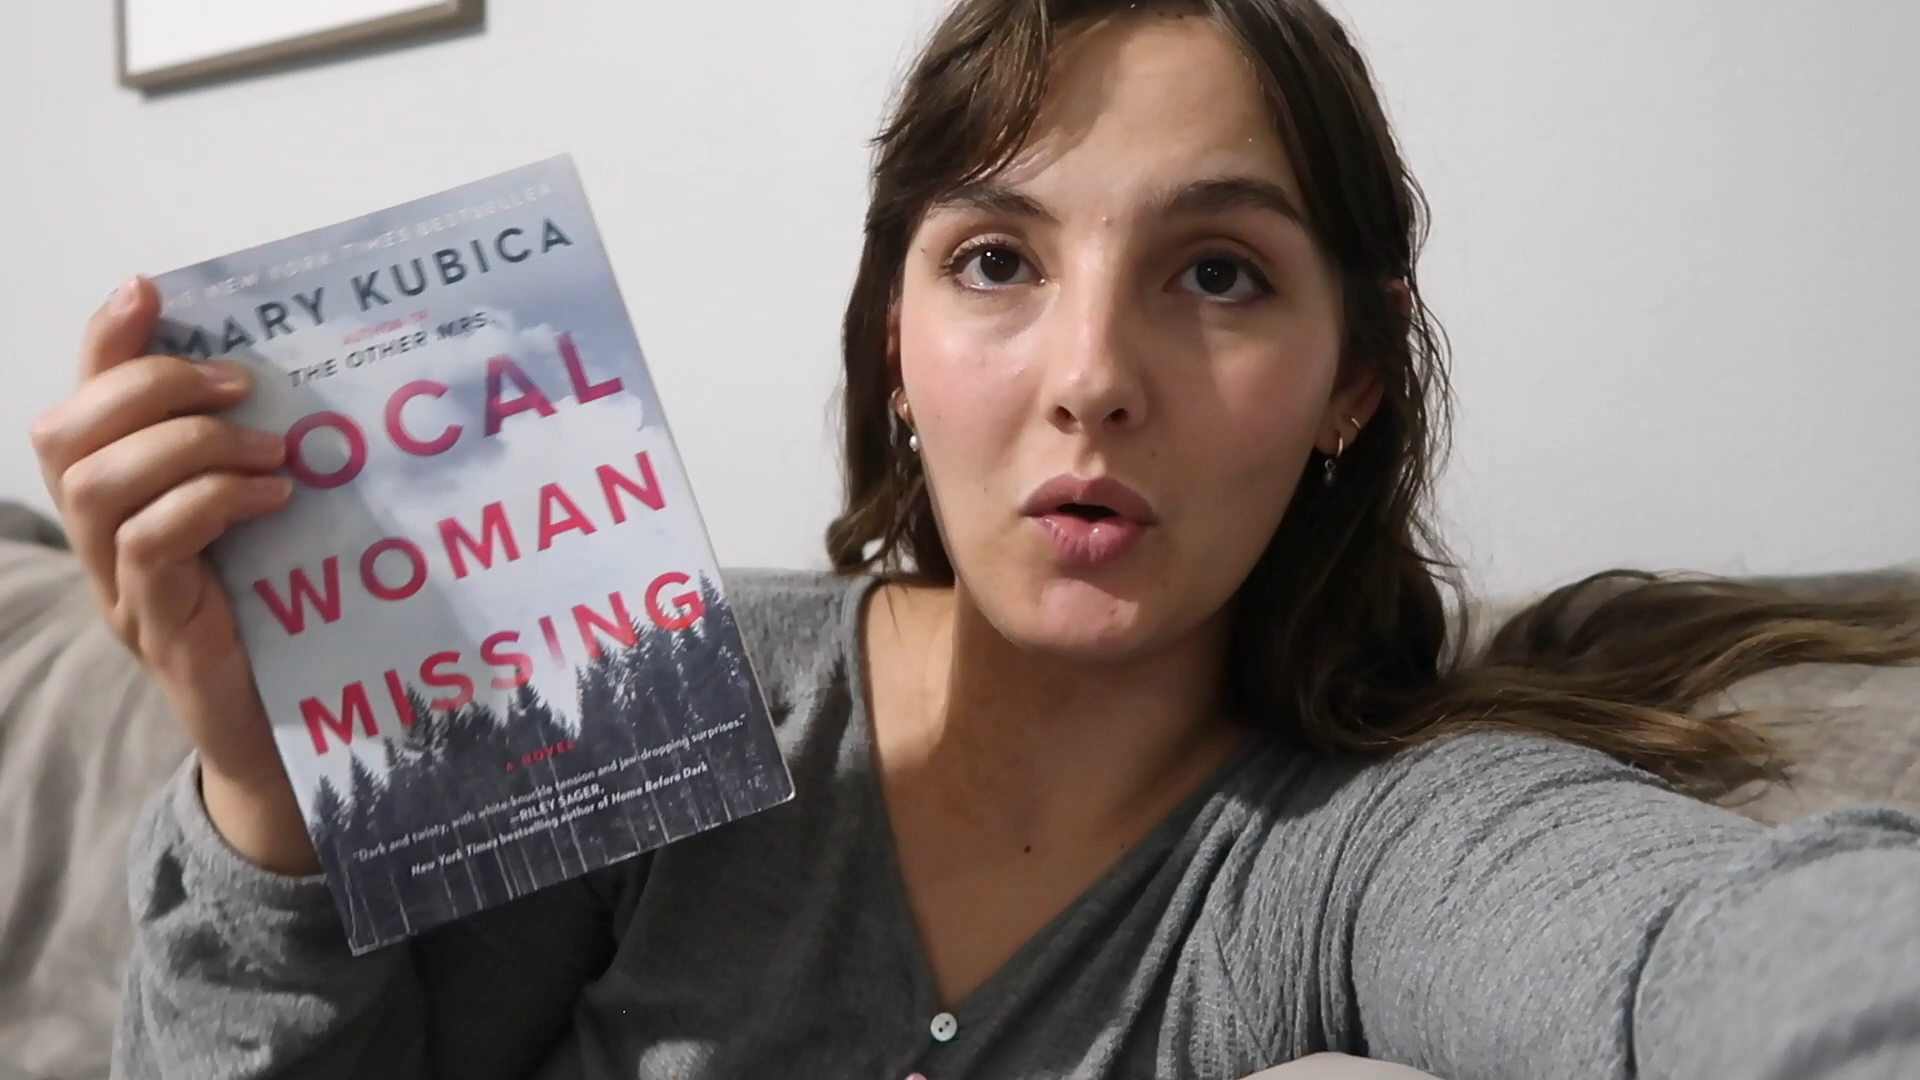 NEW YORK TIMES BESTSELLER
MARY KUBICA
AUTHOR OF
THE OTHER MRS.
OCAL
WOMAN
MISSING
A NOVEL
"Dark and twisty, with white-knuckle tension and jaw-dropping surprises."
—RILEY SAGER,
New York Times bestselling author of Home Before Dark